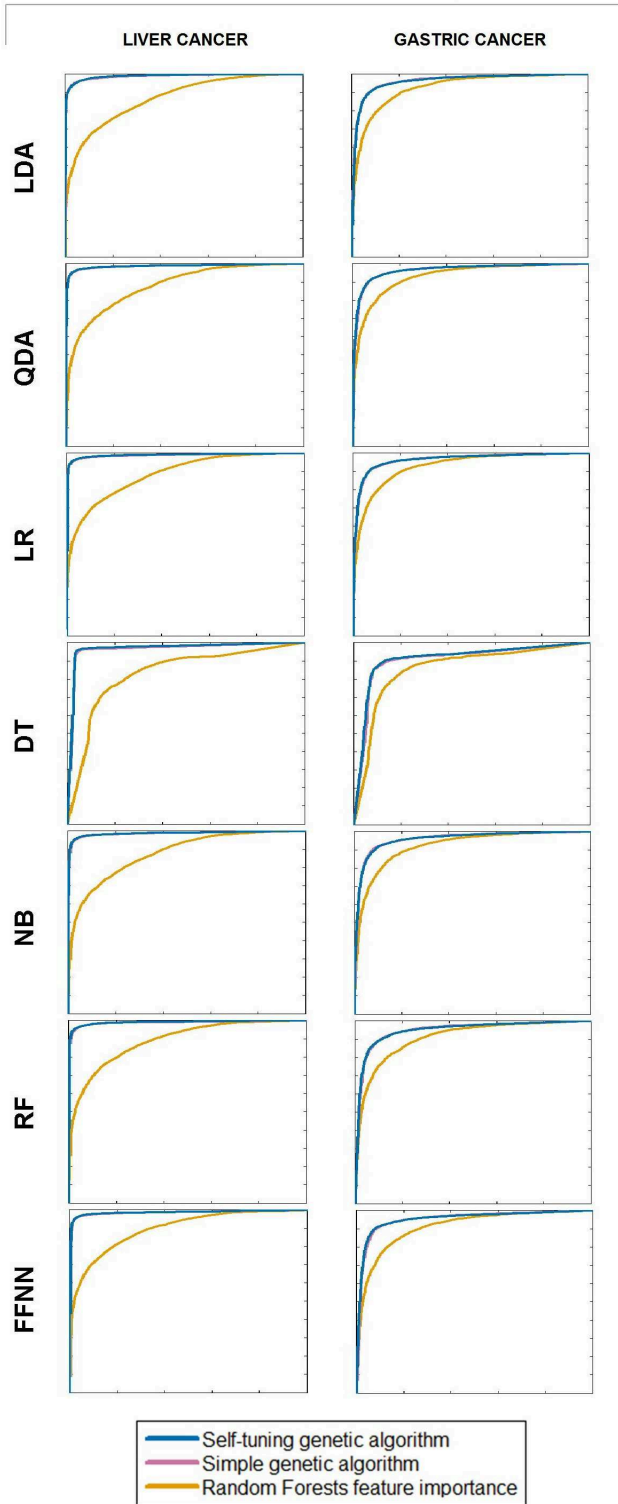 LIVER CANCER
GASTRIC CANCER
LDA
QDA
LR
DT
NB
RF
FFNN
Self-tuning genetic algorithm
Simple genetic algorithm
Random Forests feature importance